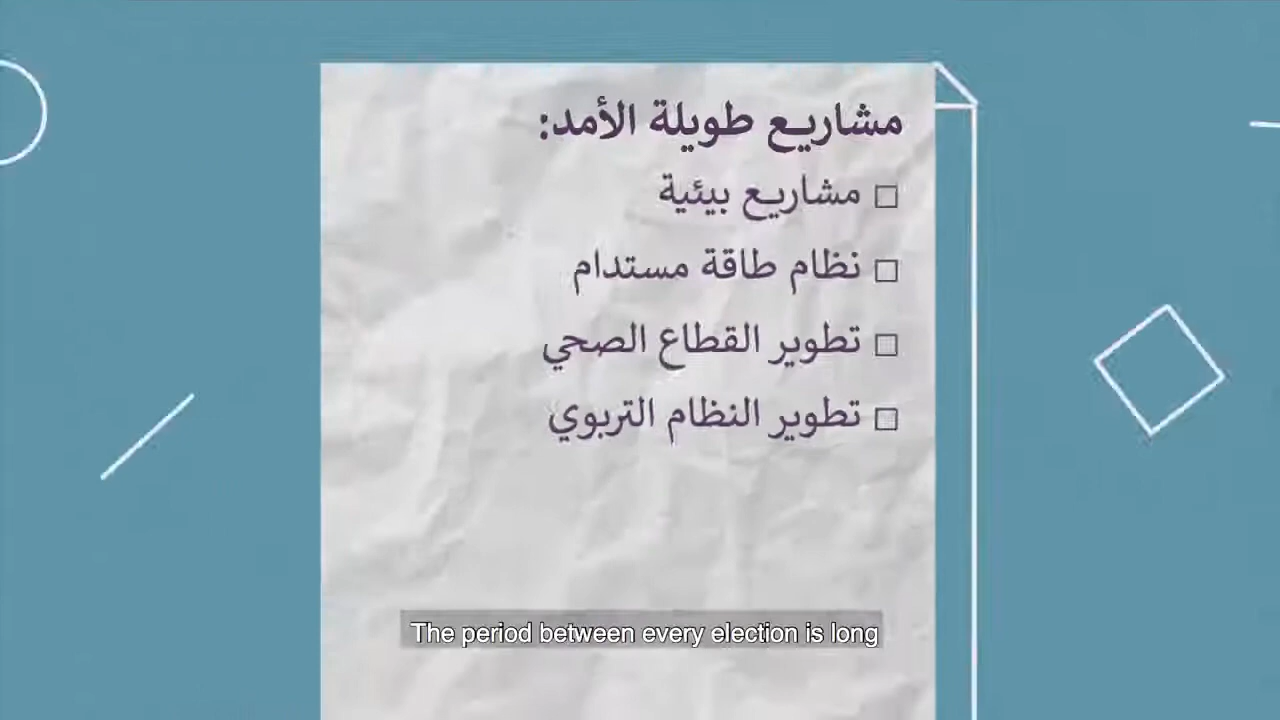 مشاريع طويلة الأمد:
□ مشاريع بيئية
□ نظام طاقة مستدام
□ تطوير القطاع الصحي
□ تطوير النظام التربوي
The period between every election is long